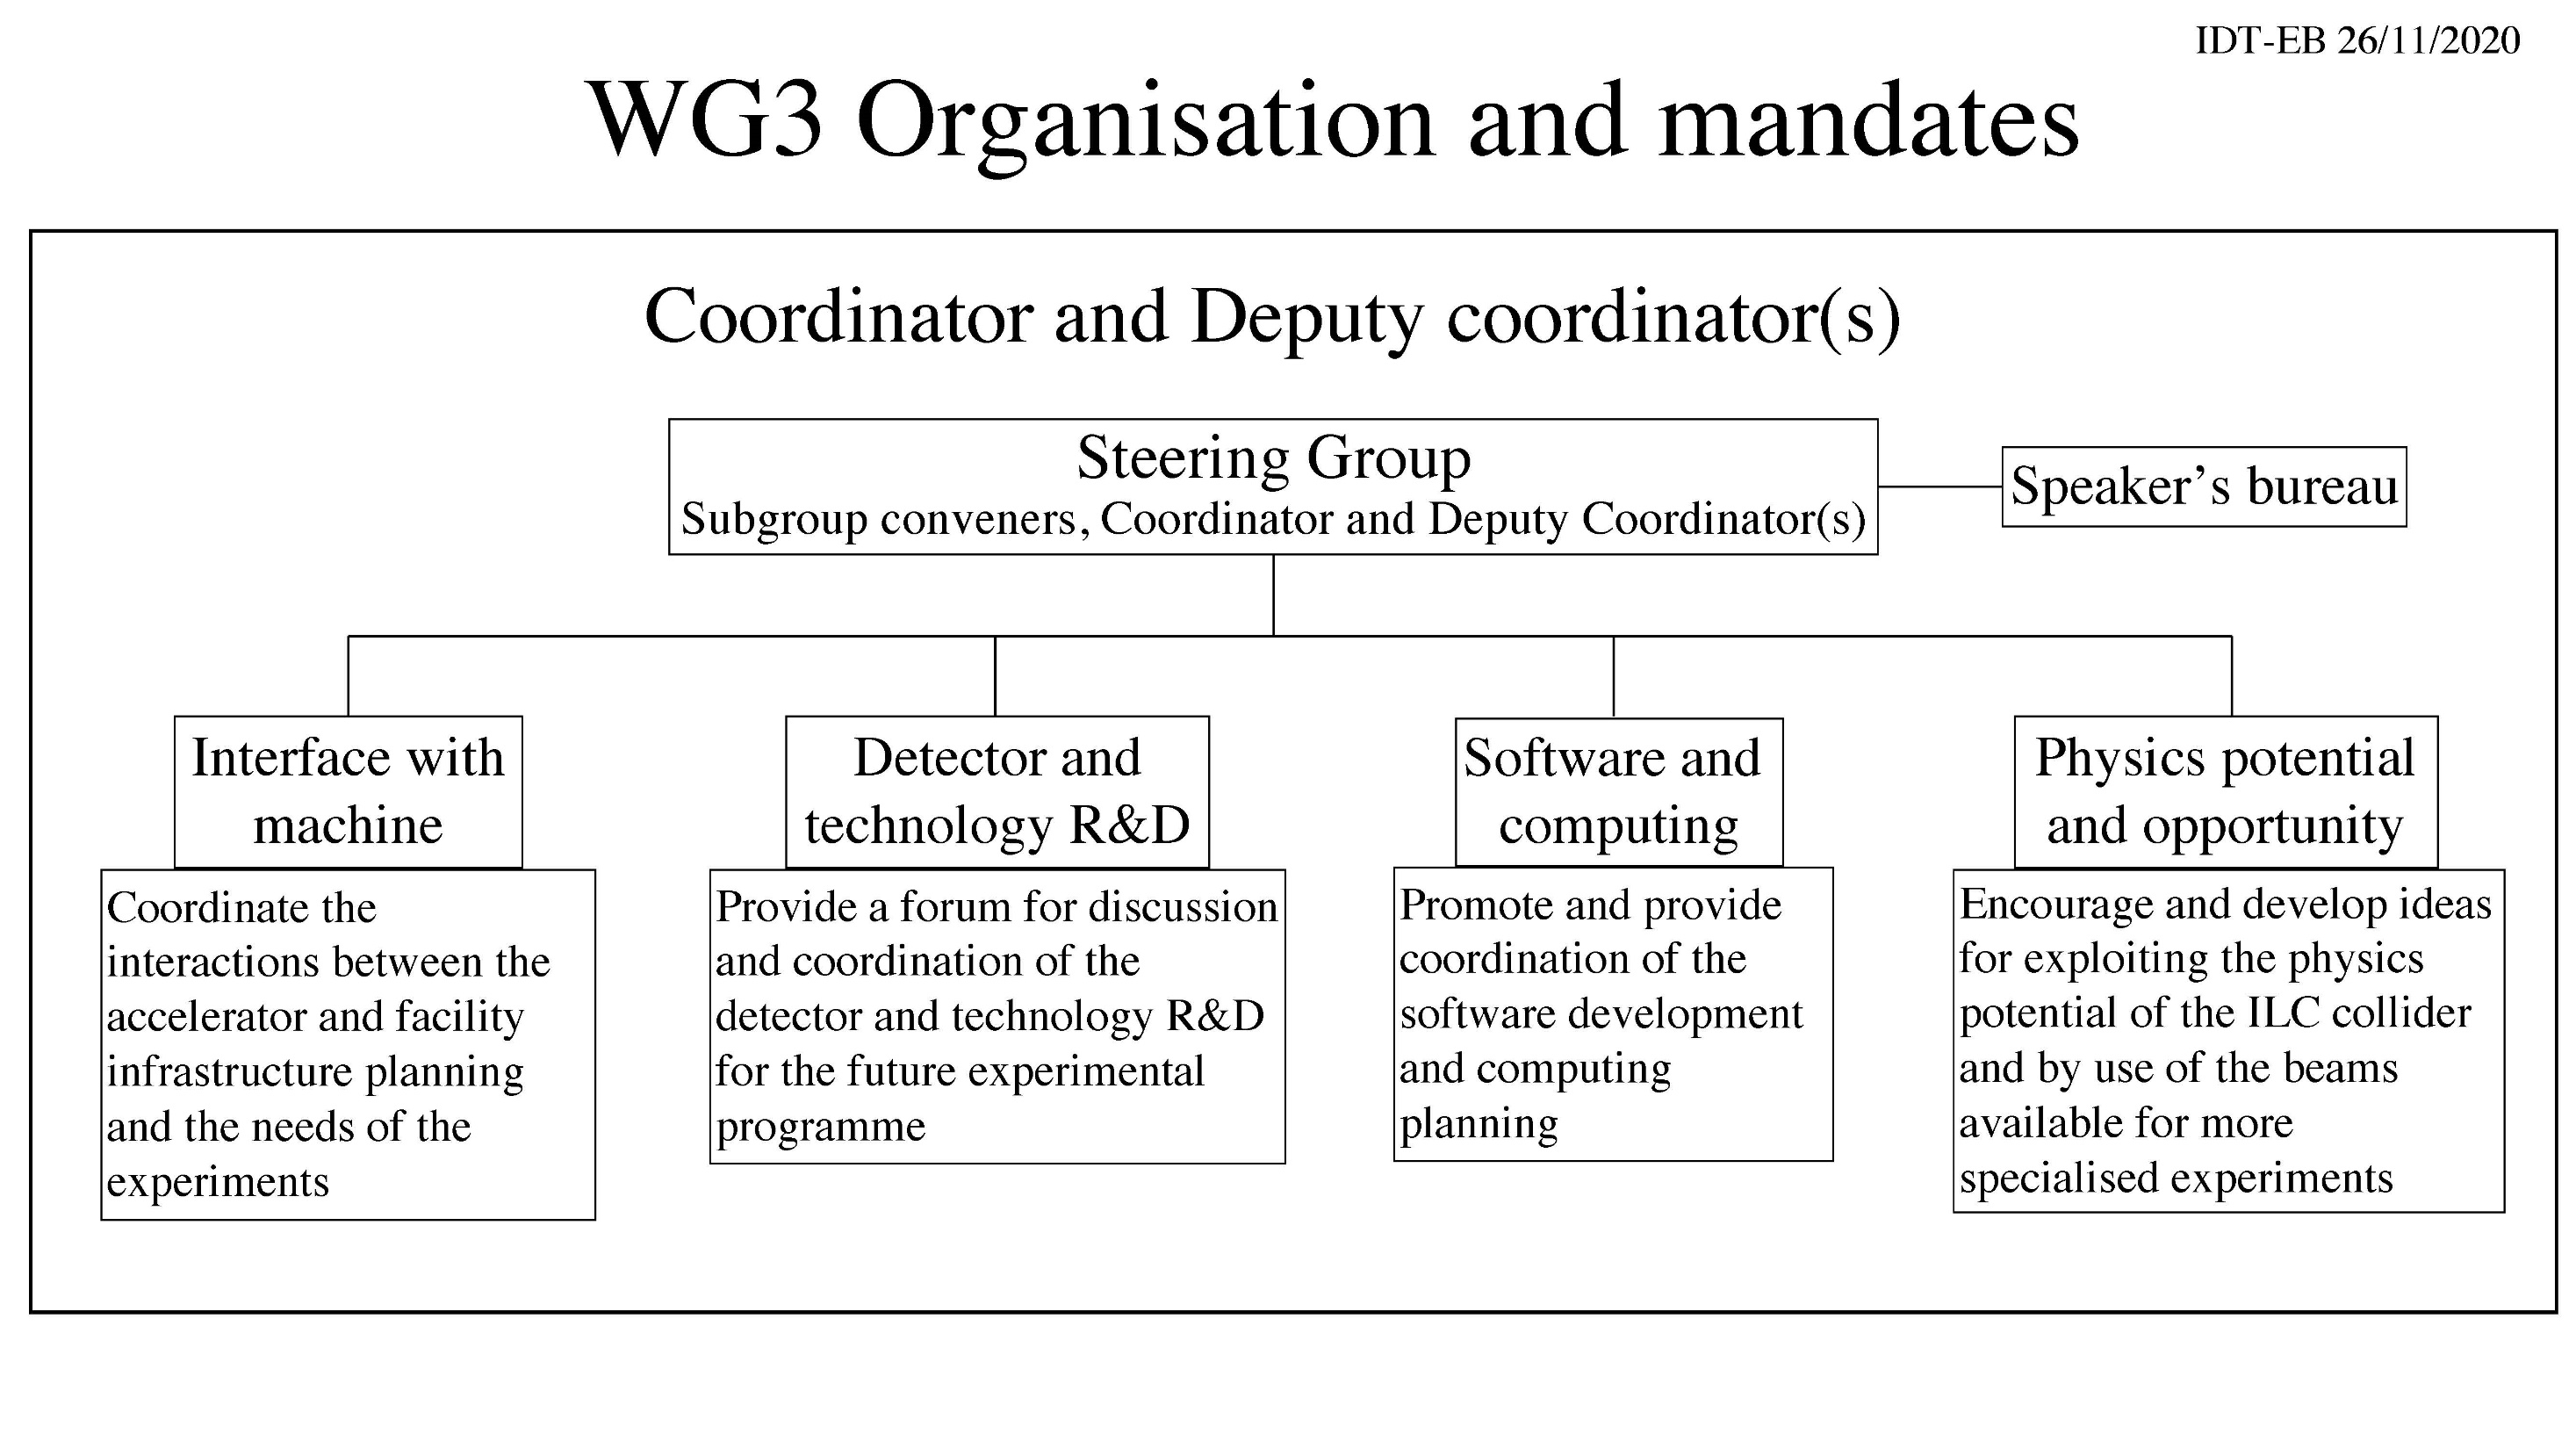 IDT-EB 26/11/2020
WG3 Organisation and mandates
Coordinator and Deputy coordinator(s)
Steering Group
Subgroup conveners, Coordinator and Deputy Coordinator(s)
Speaker's bureau
Interface with
machine
Coordinate the
interactions between the
accelerator and facility
infrastructure planning
and the needs of the
experiments
Detector and
technology R&D
Provide a forum for discussion
and coordination of the
detector and technology R&D
for the future experimental
programme
Software and
computing
Promote and provide
coordination of the
software development
and computing
planning
Physics potential
and opportunity
Encourage and develop ideas
for exploiting the physics
potential of the ILC collider
and by use of the beams
available for more
specialised experiments